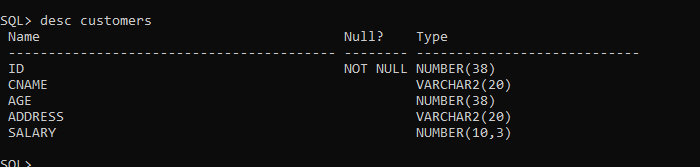 SQL> desc customers
Name Null? Type
----------------------------------------- -------- ----------------------------
ID NOT NULL NUMBER(38)
CNAME VARCHAR2(20)
AGE NUMBER(38)
ADDRESS VARCHAR2(20)
SALARY NUMBER(10,3)
SQL>